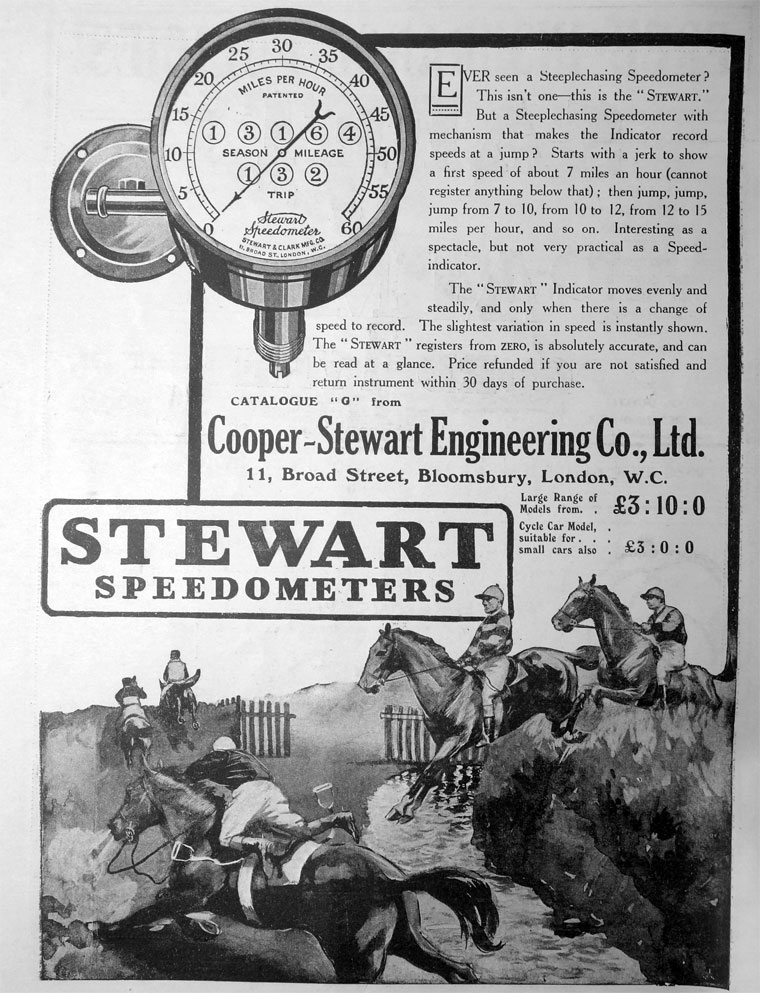 0
5
10
15
20
25
30
35
40
45
50
55
60
MILES PER HOUR
PATENTED
1 3 1 6 4
SEASON MILEAGE
1 3 2
TRIP
Stewart
Speedometer
STEWART & CLARK MFG. CO.
11, BROAD ST., LONDON, W.C.
EVER seen a Steeplechasing Speedometer?
This isn't one—this is the "STEWART."
But a Steeplechasing Speedometer with
mechanism that makes the Indicator record
speeds at a jump? Starts with a jerk to show
a first speed of about 7 miles an hour (cannot
register anything below that); then jump, jump,
jump from 7 to 10, from 10 to 12, from 12 to 15
miles per hour, and so on. Interesting as a
spectacle, but not very practical as a Speed-
indicator.
The "STEWART" Indicator moves evenly and
steadily, and only when there is a change of
speed to record. The slightest variation in speed is instantly shown.
The "STEWART" registers from ZERO, is absolutely accurate, and can
be read at a glance. Price refunded if you are not satisfied and
return instrument within 30 days of purchase.
CATALOGUE "G" from
Cooper-Stewart Engineering Co., Ltd.
11, Broad Street, Bloomsbury, London, W.C.
Large Range of
Models from. . £3:10:0
Cycle Car Model, .
suitable for . . .
small cars also : £3:0:0
STEWART
SPEEDOMETERS